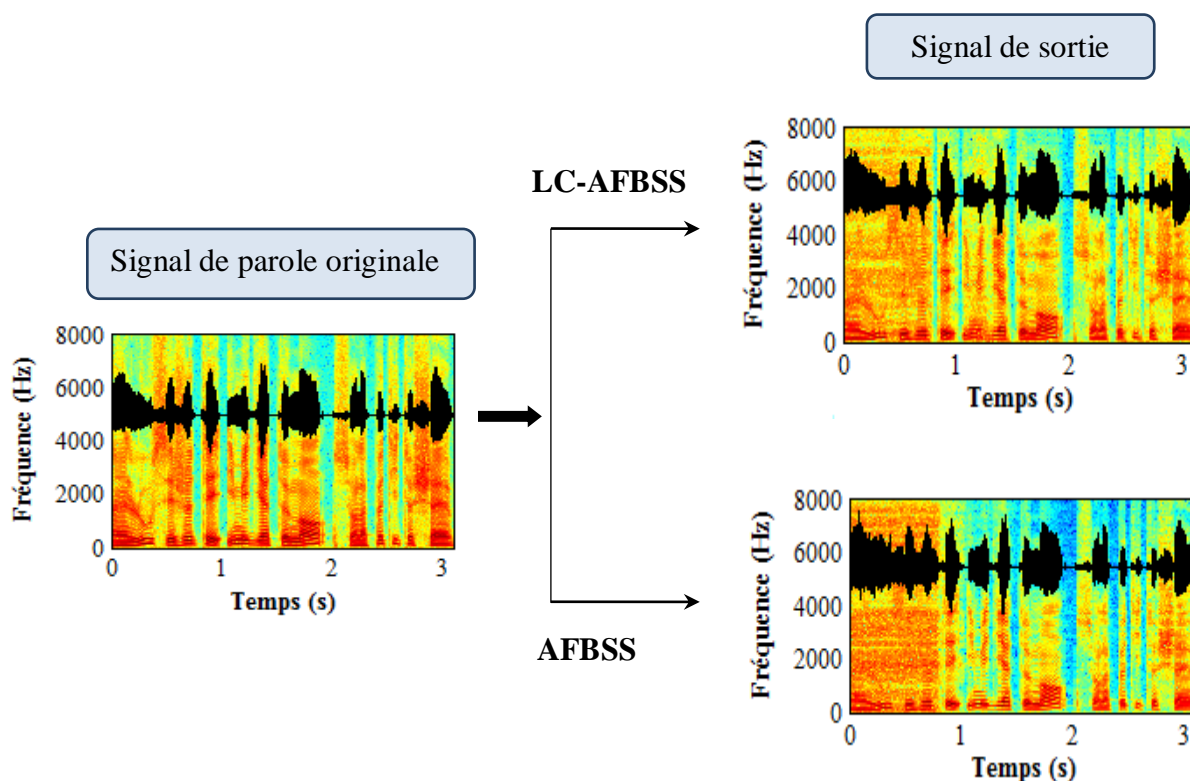 Signal de sortie
8000
6000
4000
2000
0
Fréquence (Hz)
0 1 2 3
Temps (s)
LC-AFBSS
Signal de parole originale
8000
6000
4000
2000
0
Fréquence (Hz)
0 1 2 3
Temps (s)
AFBSS
8000
6000
4000
2000
0
Fréquence (Hz)
0 1 2 3
Temps (s)